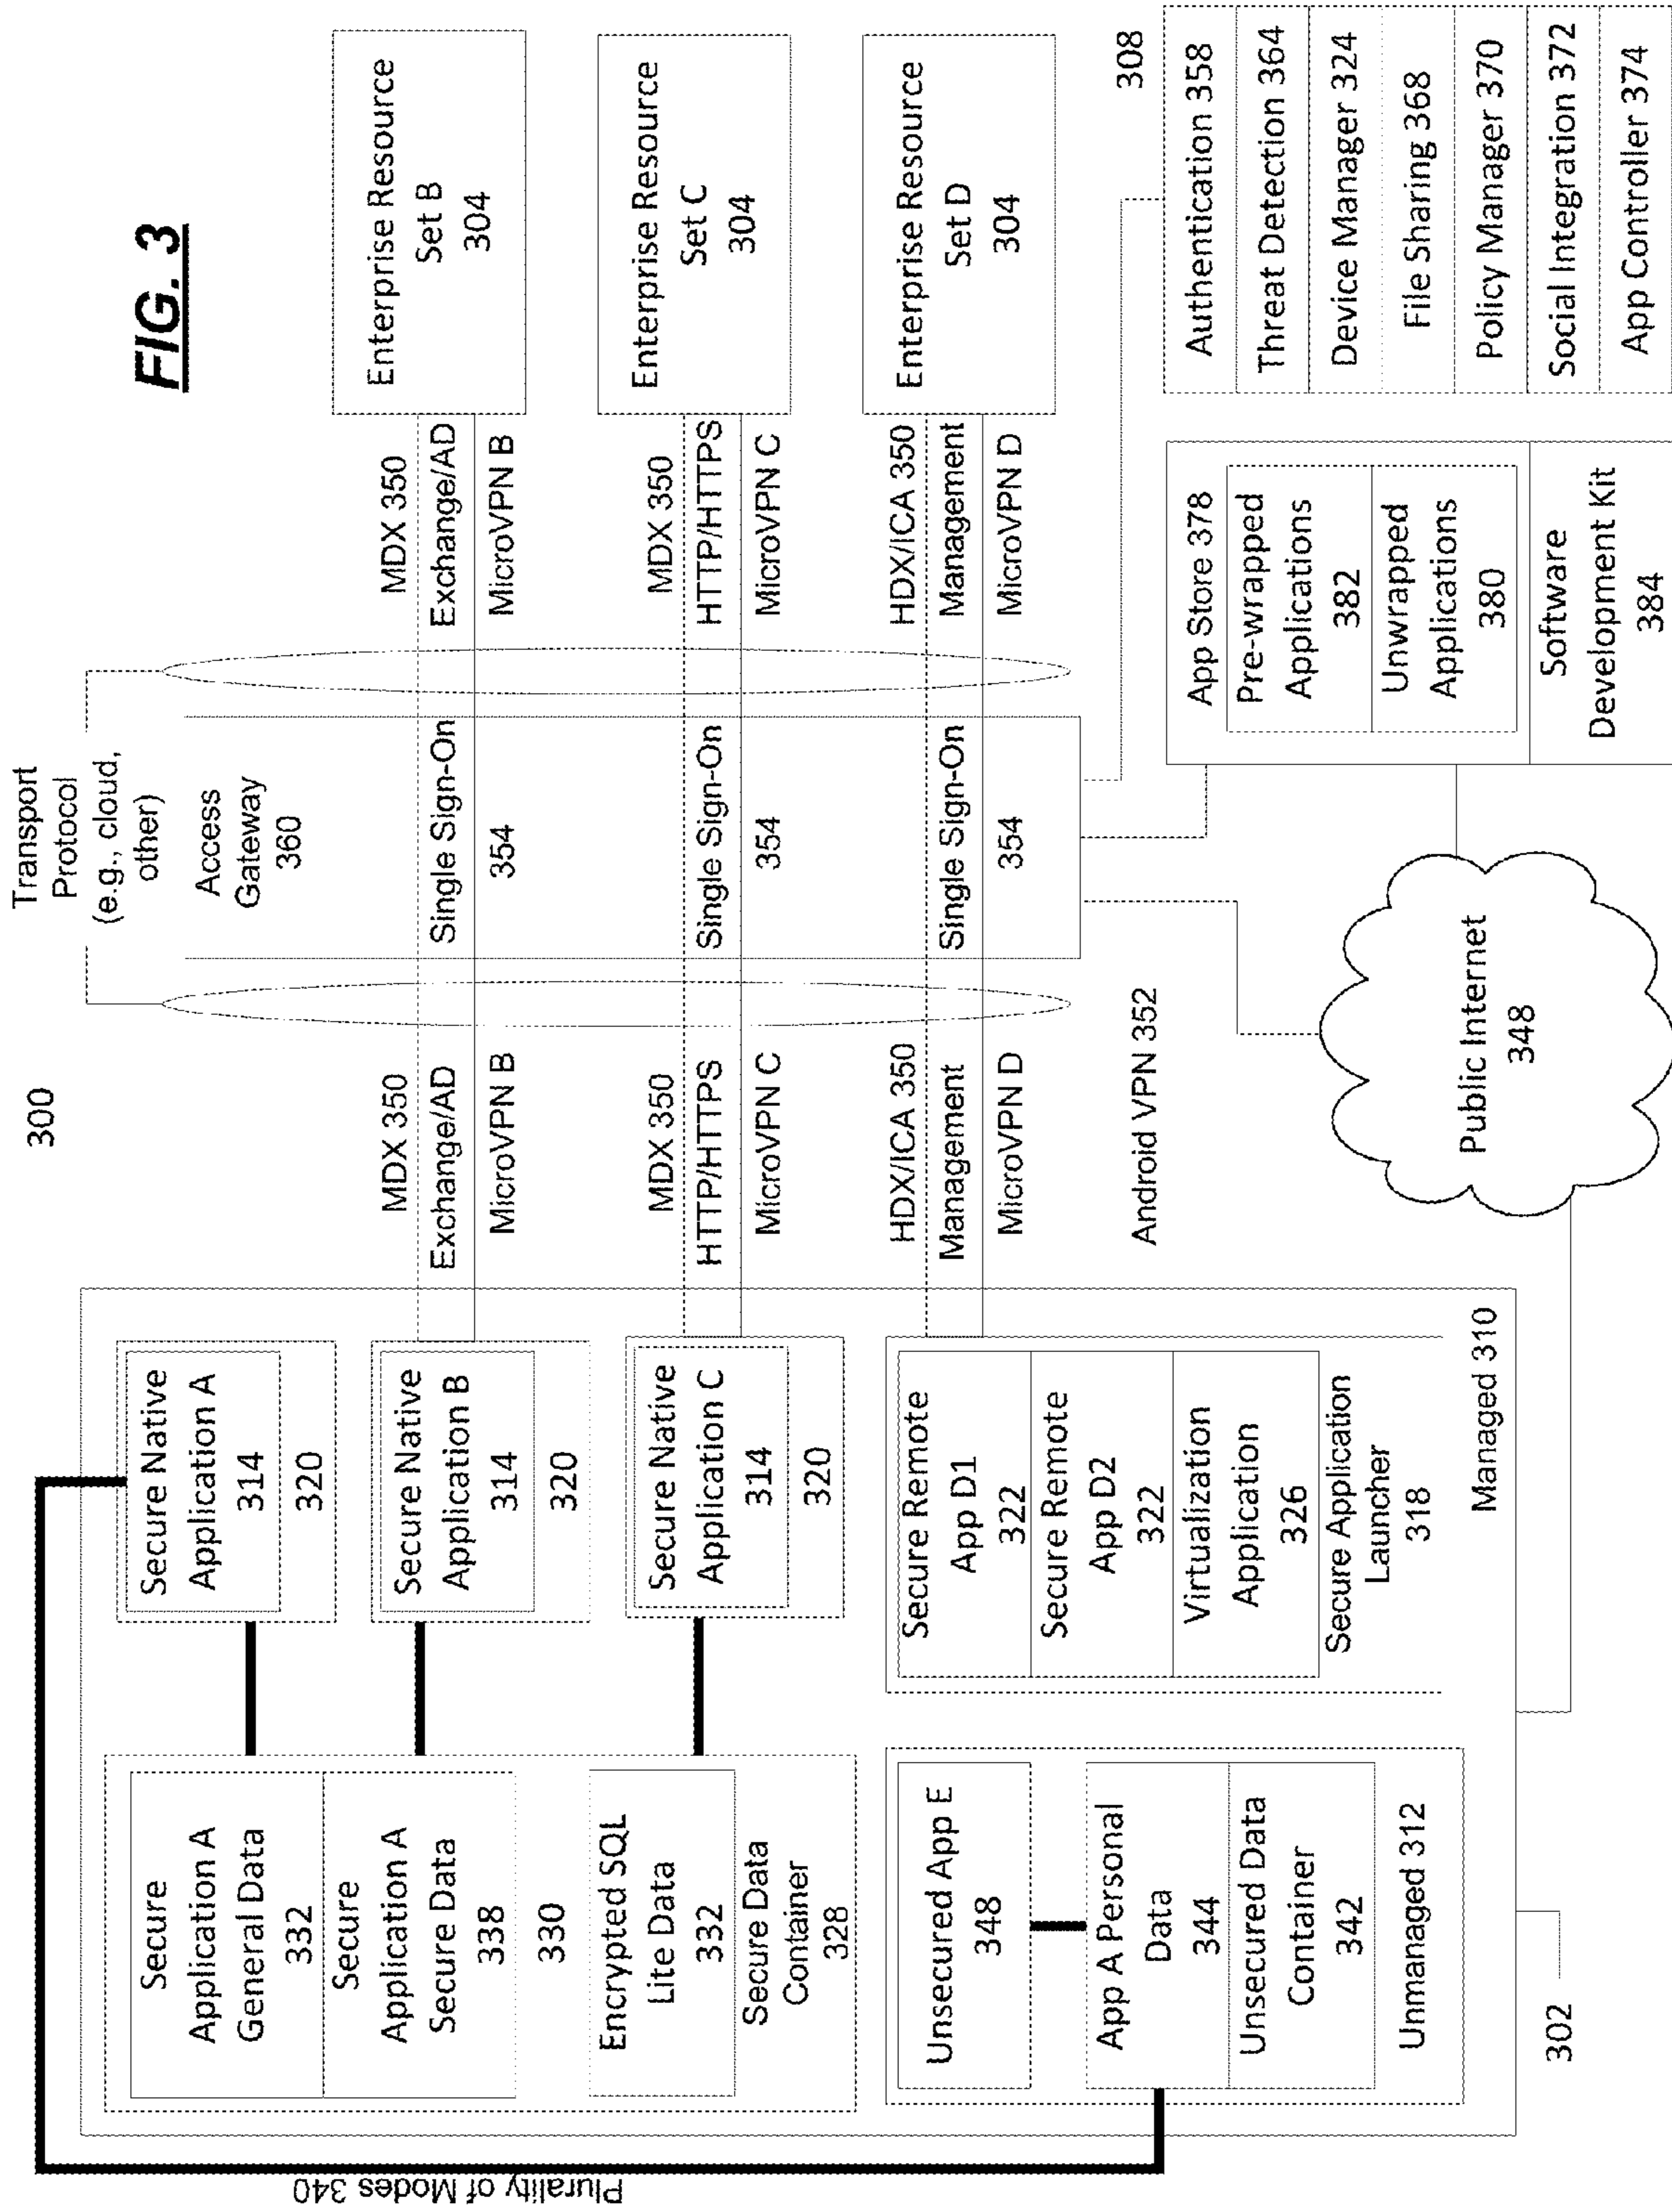 FIG. 3
300
Transport
Protocol
(e.g., cloud,
other)
Access
Gateway
360
Plurality of Modes 340
Secure
Application A
General Data
332
Secure
Application A
Secure Data
338
330
Encrypted SQL
Lite Data
332
Secure Data
Container
328
Secure Native
Application A
314
320
Secure Native
Application B
314
320
Secure Native
Application C
314
320
MDX 350
Exchange/AD
MicroVPN B
MDX 350
HTTP/HTTPS
MicroVPN C
HDX/ICA 350
Management
MicroVPN D
Android VPN 352
Single Sign-On
354
Single Sign-On
354
Single Sign-On
354
MDX 350
Exchange/AD
MicroVPN B
MDX 350
HTTP/HTTPS
MicroVPN C
HDX/ICA 350
Management
MicroVPN D
Enterprise Resource
Set B
304
Enterprise Resource
Set C
304
Enterprise Resource
Set D
304
Unsecured App E
348
App A Personal
Data
344
Unsecured Data
Container
342
Unmanaged 312
Secure Remote
App D1
322
Secure Remote
App D2
322
Virtualization
Application
326
Secure Application
Launcher
318
Managed 310
302
Public Internet
348
App Store 378
Pre-wrapped
Applications
382
Unwrapped
Applications
380
Software
Development Kit
384
308
Authentication 358
Threat Detection 364
Device Manager 324
File Sharing 368
Policy Manager 370
Social Integration 372
App Controller 374